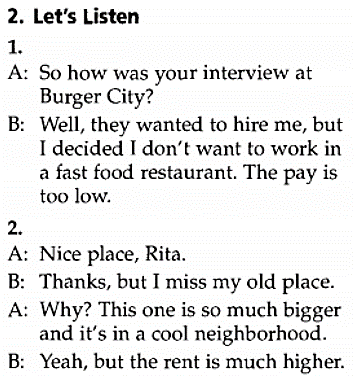 2. Let's Listen
1.
A: So how was your interview at
Burger City?
B: Well, they wanted to hire me, but
I decided I don't want to work in
a fast food restaurant. The pay is
too low.
2.
A: Nice place, Rita.
B: Thanks, but I miss my old place.
A: Why? This one is so much bigger
and it's in a cool neighborhood.
B: Yeah, but the rent is much higher.